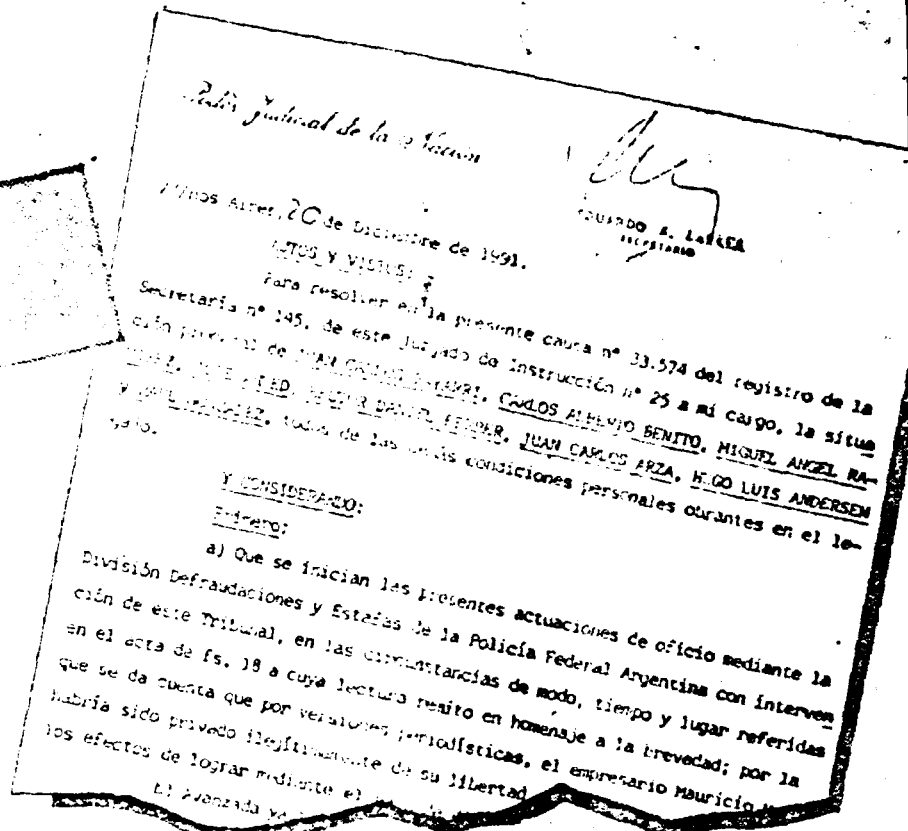 Poder Judicial de la Nación
EDUARDO A.
SECRETARIO
Aires, 20 de Diciembre de 1991.
AUTOS Y VISTOS:
Para resolver en la presente causa nº 33.574 del registro de la
Secretaría nº 145, de este Juzgado de Instrucción nº 25 a mi cargo, la situa
ción procesal de JUAN CARLOS CARLOS ALBERTO BENITO, MIGUEL ANGEL RA-
JUAN CARLOS ARZA, HUGO LUIS ANDERSEN
Y todos de las condiciones personales obrantes en el le-
gajo.
Y CONSIDERANDO:
Primero:
a) Que se inician las presentes actuaciones de oficio mediante la
División Defraudaciones y Estafas de la Policía Federal Argentina con interven
ción de este Tribunal, en las circunstancias de modo, tiempo y lugar referidas
en el acta de fs. 18 a cuya lectura remito en homenaje a la brevedad; por la
que se da cuenta que por versiones periodísticas, el empresario Mauricio
habría sido privado ilegítimamente de su libertad
los efectos de lograr mediante el
b) Avanzada